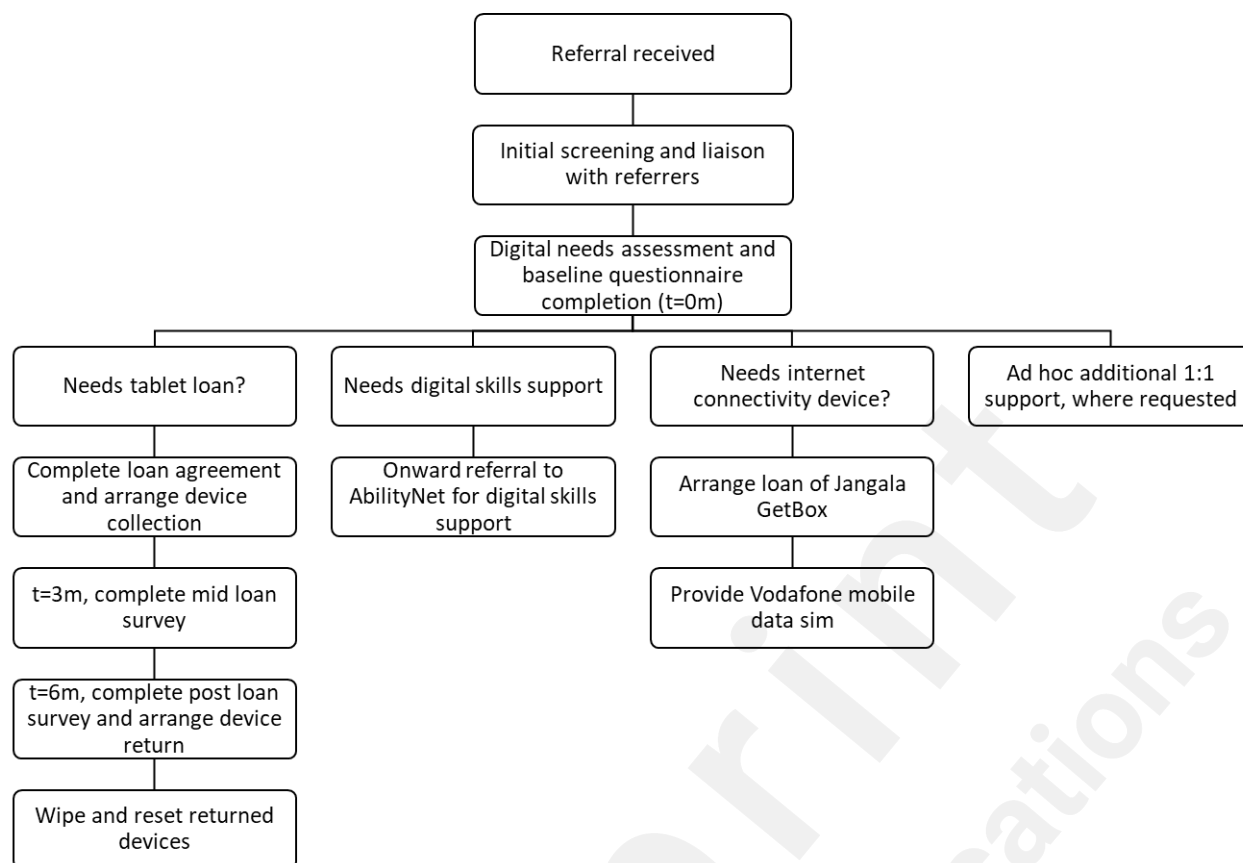 Referral received
Initial screening and liaison
with referrers
Digital needs assessment and
baseline questionnaire
completion (t=0m)
Needs tablet loan?
Complete loan agreement
and arrange device
collection
t=3m, complete mid loan
survey
t=6m, complete post loan
survey and arrange device
return
Wipe and reset returned
devices
Needs digital skills support
Onward referral to
AbilityNet for digital skills
support
Needs internet
connectivity device?
Arrange loan of Jangala
GetBox
Provide Vodafone mobile
data sim
Ad hoc additional 1:1
support, where requested